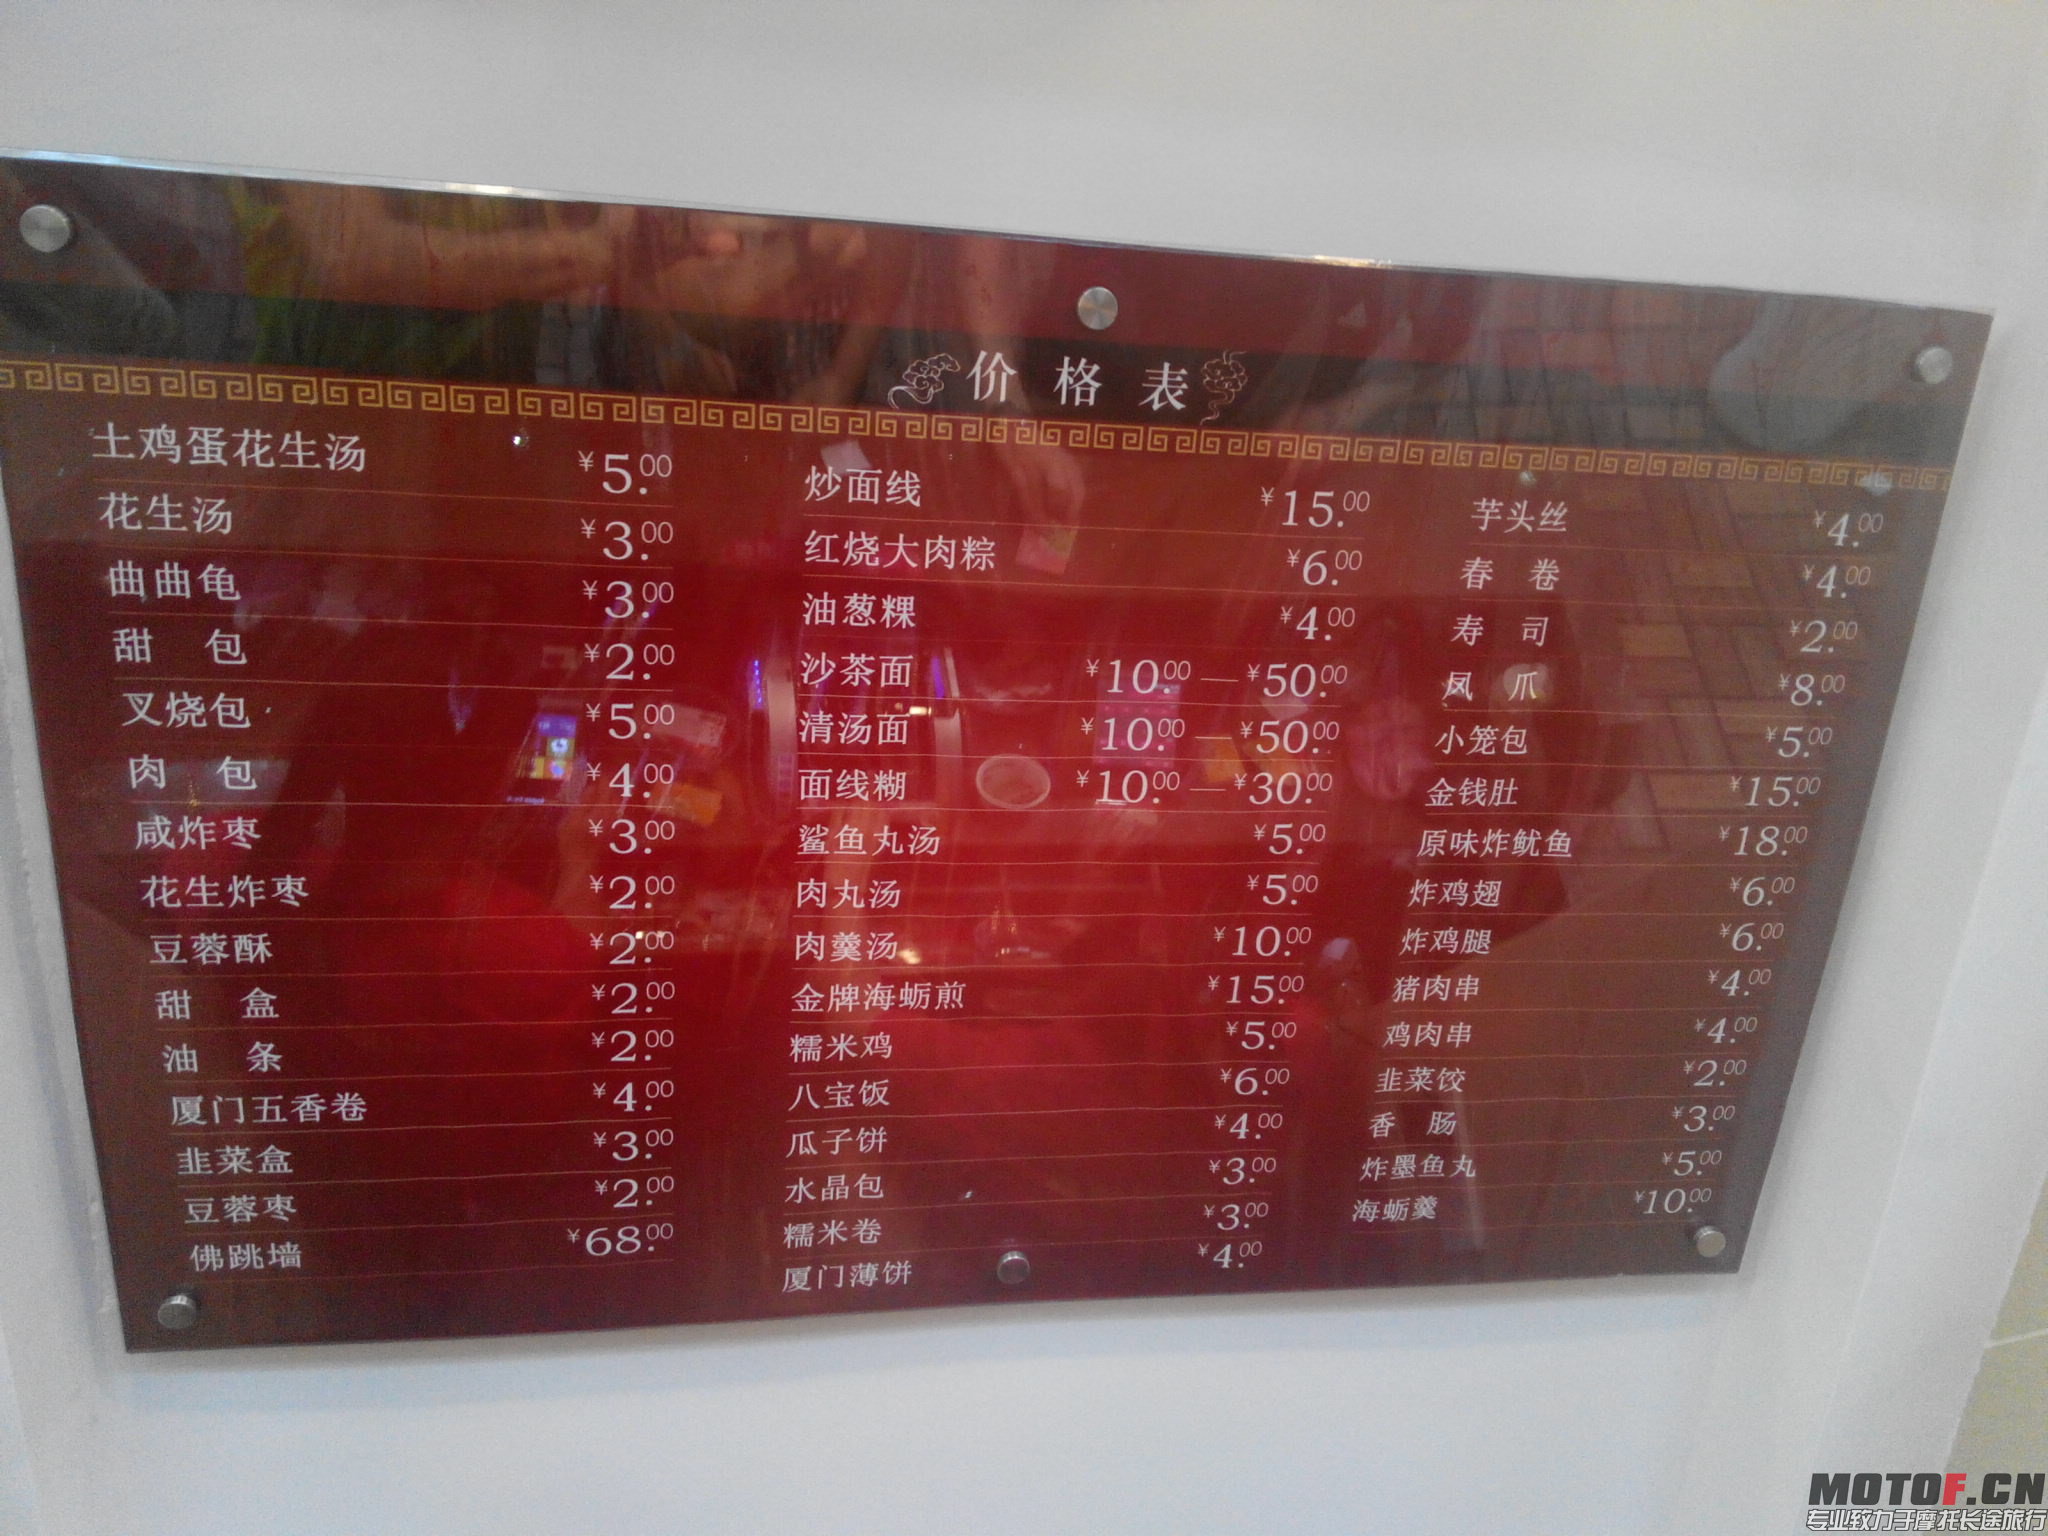 价格表
土鸡蛋花生汤 ¥5.00
花生汤 ¥3.00
曲曲龟 ¥3.00
甜 包 ¥2.00
叉烧包 ¥5.00
肉 包 ¥4.00
咸炸枣 ¥3.00
花生炸枣 ¥2.00
豆蓉酥 ¥2.00
甜 盒 ¥2.00
油 条 ¥2.00
厦门五香卷 ¥4.00
韭菜盒 ¥3.00
豆蓉枣 ¥2.00
佛跳墙 ¥68.00
炒面线 ¥15.00
红烧大肉粽 ¥6.00
油葱粿 ¥4.00
沙茶面 ¥10.00—¥50.00
清汤面 ¥10.00—¥50.00
面线糊 ¥10.00—¥30.00
鲨鱼丸汤 ¥5.00
肉丸汤 ¥5.00
肉羹汤 ¥10.00
金牌海蛎煎 ¥15.00
糯米鸡 ¥5.00
八宝饭 ¥6.00
瓜子饼 ¥4.00
水晶包 ¥3.00
糯米卷 ¥3.00
厦门薄饼 ¥4.00
芋头丝 ¥4.00
春 卷 ¥4.00
寿 司 ¥2.00
凤 爪 ¥8.00
小笼包 ¥5.00
金钱肚 ¥15.00
原味炸鱿鱼 ¥18.00
炸鸡翅 ¥6.00
炸鸡腿 ¥6.00
猪肉串 ¥4.00
鸡肉串 ¥4.00
韭菜饺 ¥2.00
香 肠 ¥3.00
炸墨鱼丸 ¥5.00
海蛎羹 ¥10.00
MOTOF.CN
专业致力于摩托长途旅行